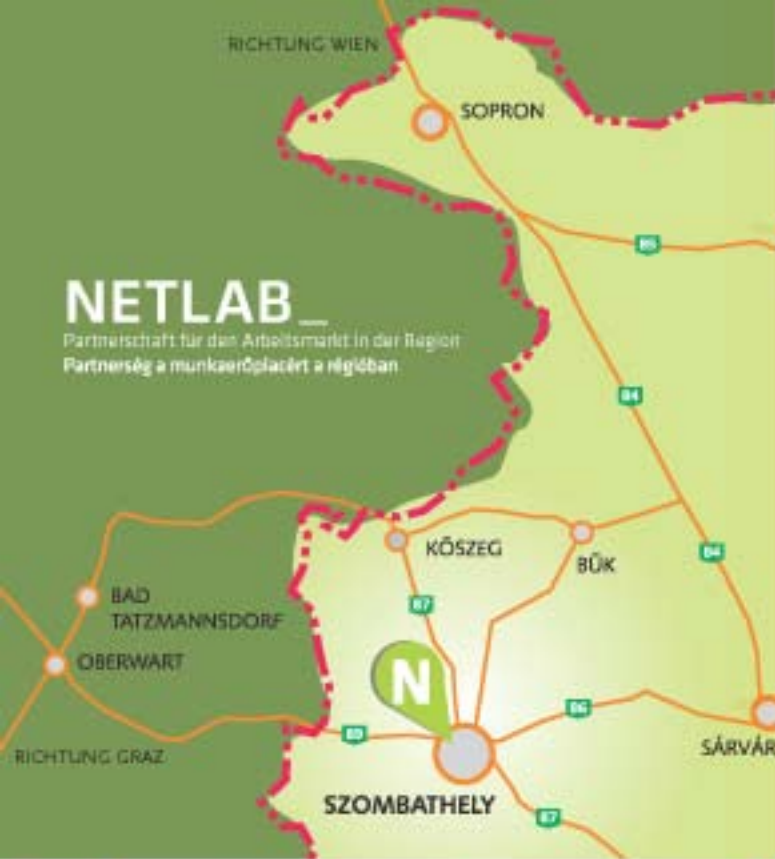 RICHTUNG WIEN
SOPRON
85
NETLAB_
Partnerschaft für den Arbeitsmarkt in der Region
Partnerség a munkaerőpiacért a régióban
84
KŐSZEG
BÜK
84
BAD
TATZMANNSDORF
87
OBERWART
N
86
89
SÁRVÁR
RICHTUNG GRAZ
SZOMBATHELY
87